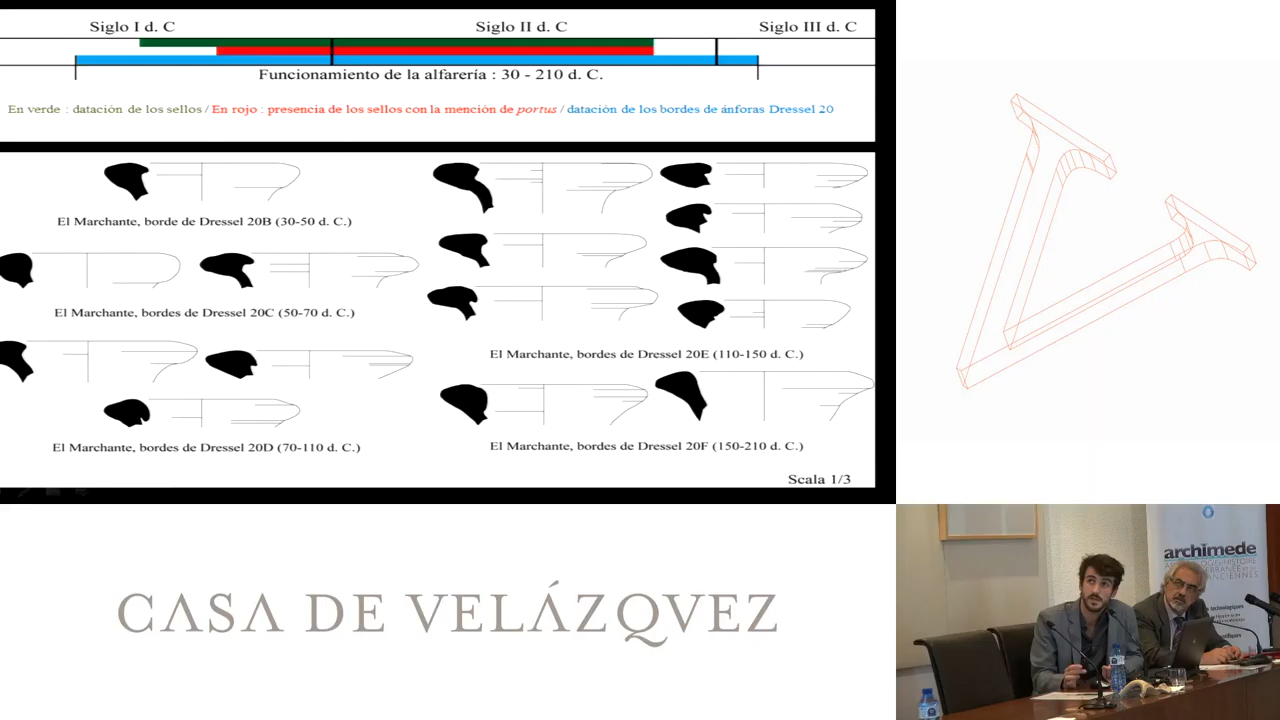 Siglo I d. C
Siglo II d. C
Siglo III d. C
Funcionamiento de la alfarería : 30 - 210 d. C.
En verde : datación de los sellos / En rojo : presencia de los sellos con la mención de portus / datación de los bordes de ánforas Dressel 20
El Marchante, borde de Dressel 20B (30-50 d. C.)
El Marchante, bordes de Dressel 20C (50-70 d. C.)
El Marchante, bordes de Dressel 20D (70-110 d. C.)
El Marchante, bordes de Dressel 20E (110-150 d. C.)
El Marchante, bordes de Dressel 20F (150-210 d. C.)
Scala 1/3
CASA DE VELÁZQVEZ
archimede